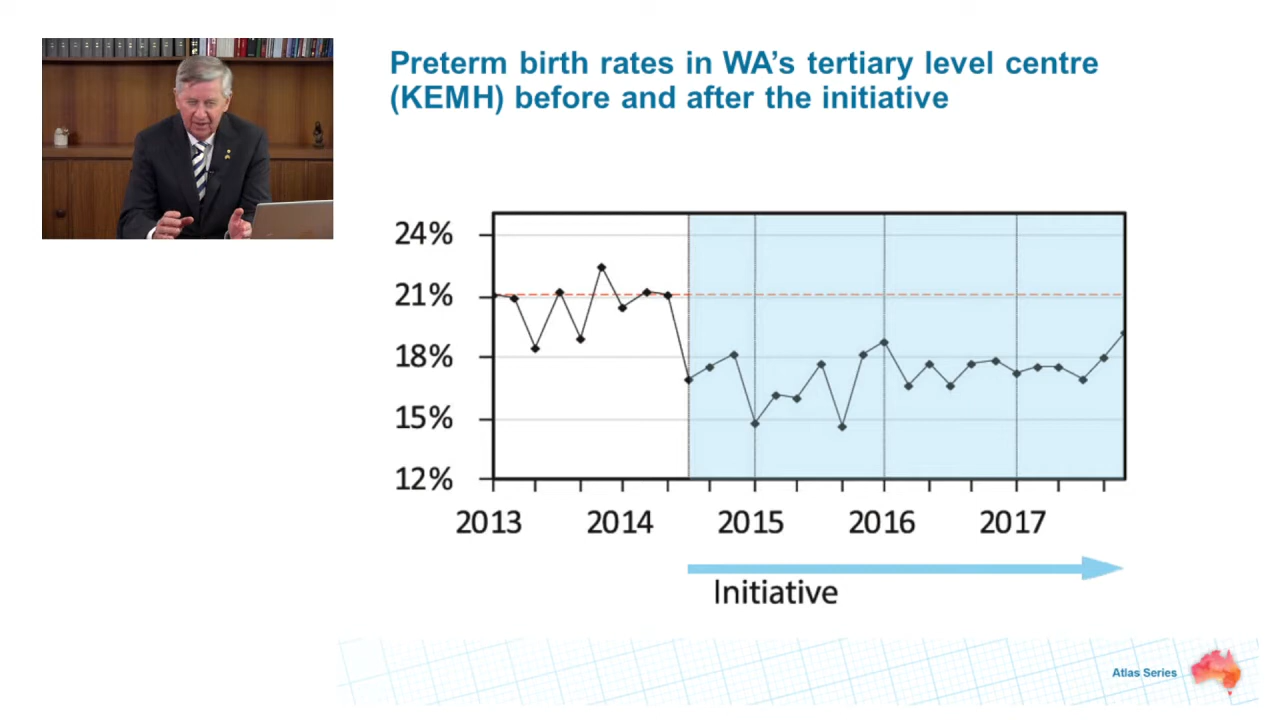 Preterm birth rates in WA's tertiary level centre
(KEMH) before and after the initiative
24%
21%
18%
15%
12%
2013 2014 2015 2016 2017
Initiative
Atlas Series